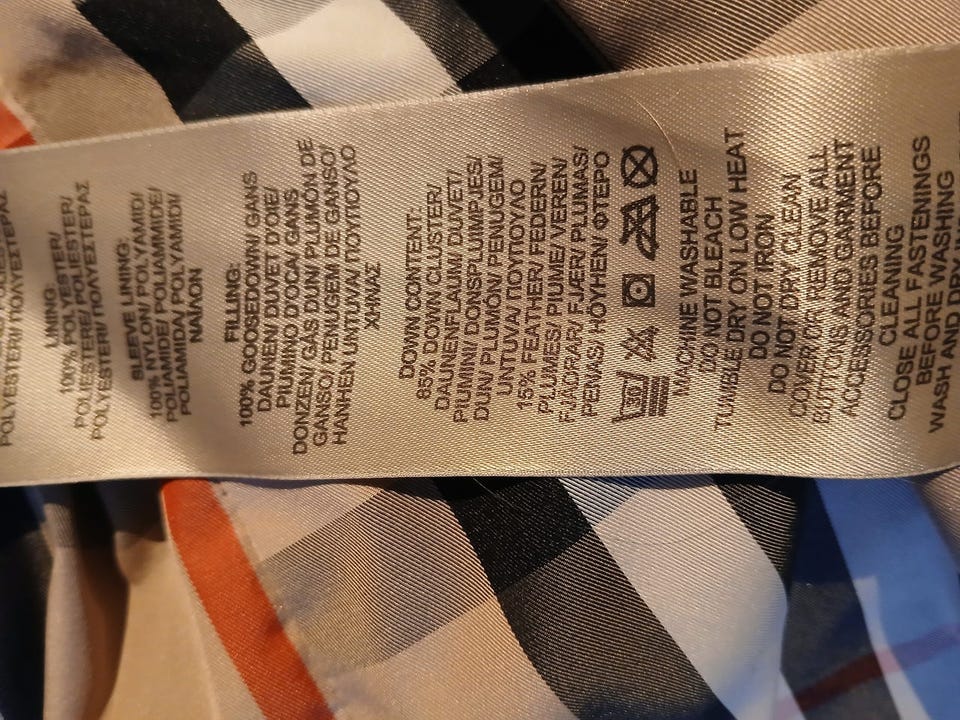 POLYESTER/ ΠΟΛΥΕΣΤΕΡΑΣ
LINING:
100% POLYESTER/
POLIESTERE/ POLIESTER/
POLYESTER/ ΠΟΛΥΕΣΤΕΡΑΣ
SLEEVE LINING:
100% NYLON/ POLYAMID/
POLIAMIDE/ POLYAMIDE/
POLIAMIDA/ POLYAMIDI/
ΝΑΪΛΟΝ
FILLING:
100% GOOSEDOWN/ GANS
DAUNEN/ DUVET D'OIE/
PIUMINO D'OCA/ GANS
DONZEN/ GÅS DUN/ PLUMÓN DE
GANSO/ PENUGEM DE GANSO/
HANHEN UNTUVA/ ΠΟΥΠΟΥΛΟ
ΧΗΝΑΣ
DOWN CONTENT:
85% DOWN CLUSTER/
DAUNENFLAUM/ DUVET/
PIUMINI/ DONSPLUIMPJES/
DUN/ PLUMÓN/ PENUGEM/
UNTUVA/ ΠΟΥΠΟΥΛΟ
15% FEATHER/ FEDERN/
PLUMES/ PIUME/ VEREN/
FJÄDRAR/ FJÆR/ PLUMAS/
PENAS/ HÖYHEN/ ΦΤΕΡΟ
30
MACHINE WASHABLE
DO NOT BLEACH
TUMBLE DRY ON LOW HEAT
DO NOT IRON
DO NOT DRY CLEAN
COVER OR REMOVE ALL
BUTTONS AND GARMENT
ACCESSORIES BEFORE
CLEANING
CLOSE ALL FASTENINGS
BEFORE WASHING
WASH AND DRY